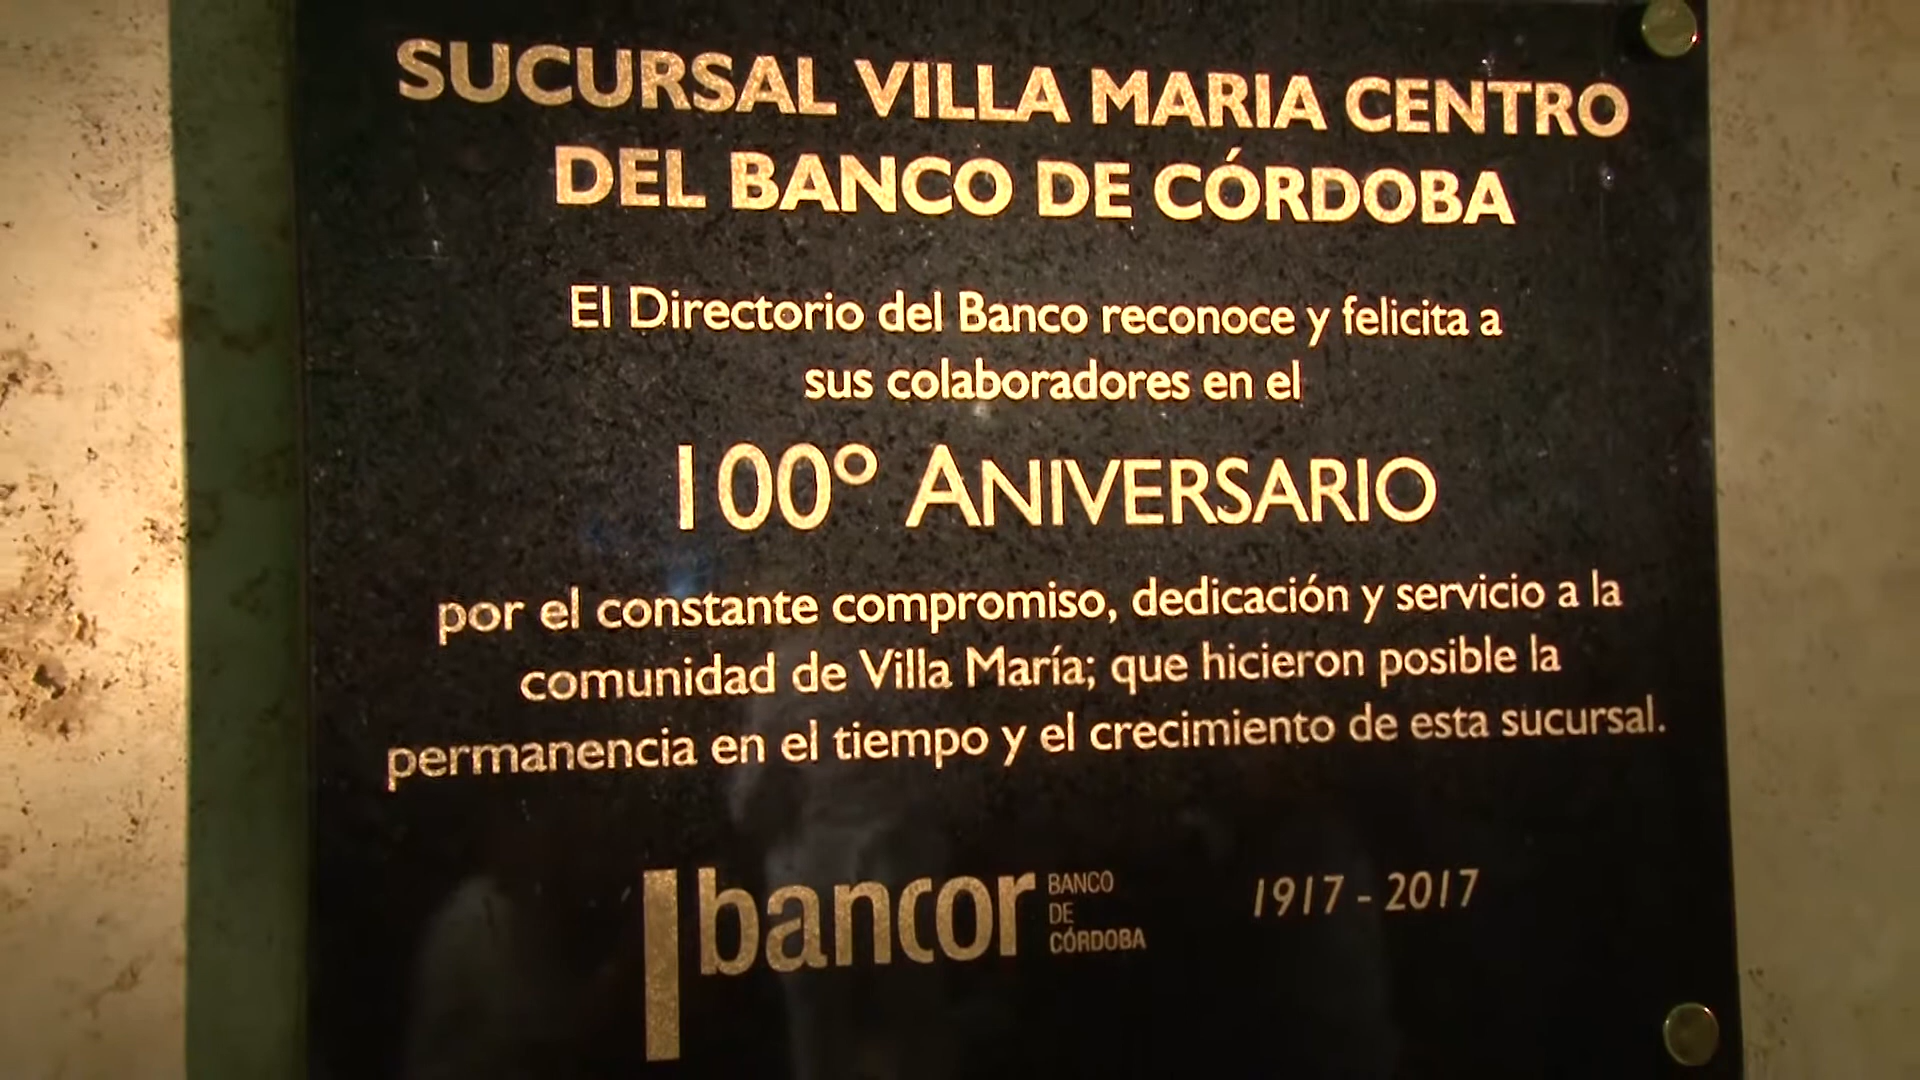 SUCURSAL VILLA MARIA CENTRO
DEL BANCO DE CÓRDOBA
El Directorio del Banco reconoce y felicita a
sus colaboradores en el
100° ANIVERSARIO
por el constante compromiso, dedicación y servicio a la
comunidad de Villa María; que hicieron posible la
permanencia en el tiempo y el crecimiento de esta sucursal.
bancor
BANCO
DE
CÓRDOBA
1917 - 2017